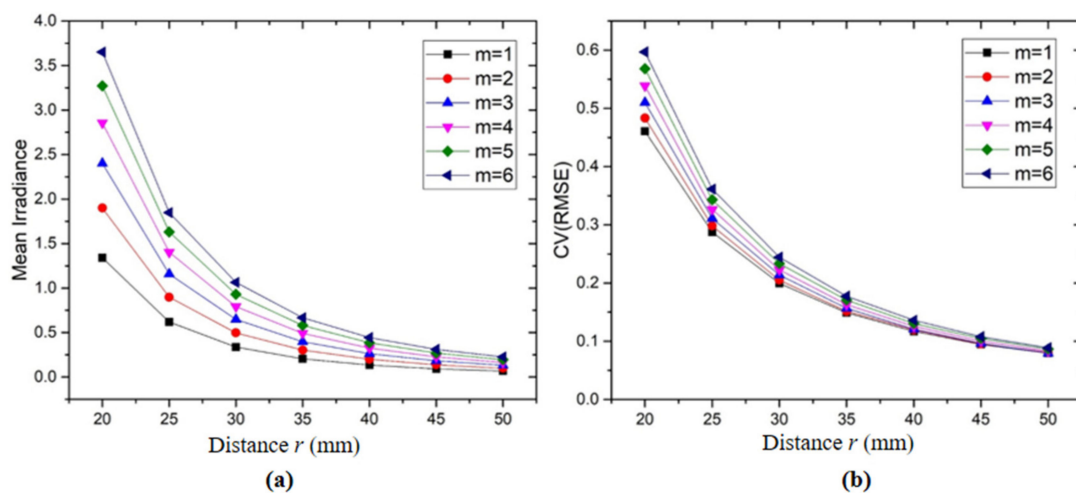 4.0
3.5
3.0
2.5
2.0
1.5
1.0
0.5
0.0
Mean Irradiance
m=1
m=2
m=3
m=4
m=5
m=6
20 25 30 35 40 45 50
Distance r (mm)
(a)
0.6
0.5
0.4
0.3
0.2
0.1
0.0
CV(RMSE)
m=1
m=2
m=3
m=4
m=5
m=6
20 25 30 35 40 45 50
Distance r (mm)
(b)